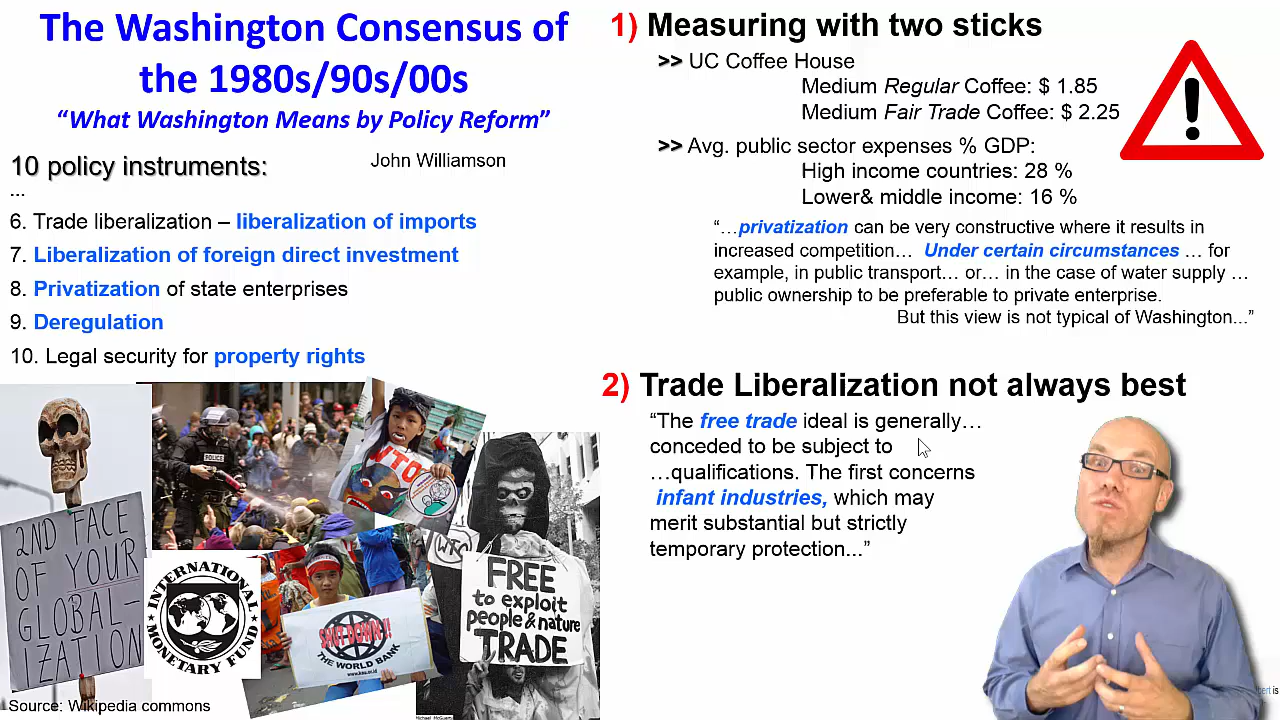 The Washington Consensus of
the 1980s/90s/00s
“What Washington Means by Policy Reform”
10 policy instruments:
John Williamson
...
6. Trade liberalization – liberalization of imports
7. Liberalization of foreign direct investment
8. Privatization of state enterprises
9. Deregulation
10. Legal security for property rights
2ND FACE
OF YOUR
GLOBAL-
IZATION
POLICE
WTO
INTERNATIONAL
MONETARY FUND
SHUT DOWN!!
THE WORLD BANK
FREE
to exploit
people & nature
TRADE
Source: Wikipedia commons
1) Measuring with two sticks
>> UC Coffee House
Medium Regular Coffee: $ 1.85
Medium Fair Trade Coffee: $ 2.25
>> Avg. public sector expenses % GDP:
High income countries: 28 %
Lower& middle income: 16 %
“…privatization can be very constructive where it results in
increased competition… Under certain circumstances … for
example, in public transport… or… in the case of water supply …
public ownership to be preferable to private enterprise.
But this view is not typical of Washington...”
2) Trade Liberalization not always best
“The free trade ideal is generally…
conceded to be subject to
…qualifications. The first concerns
infant industries, which may
merit substantial but strictly
temporary protection...”